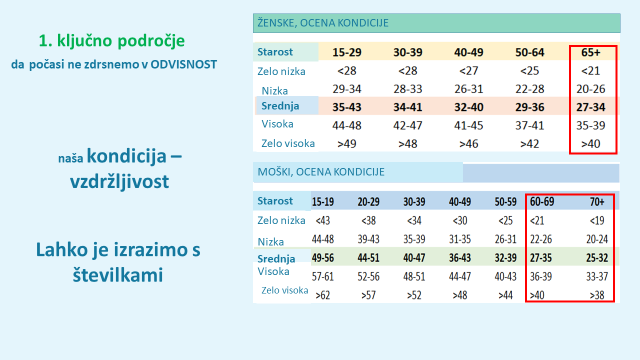 1. ključno področje
da počasi ne zdrsnemo v ODVISNOST
naša kondicija –
vzdržljivost
Lahko je izrazimo s
številkami
ŽENSKE, OCENA KONDICIJE
Starost 15-29 30-39 40-49 50-64 65+
Zelo nizka <28 <28 <27 <25 <21
Nizka 29-34 28-33 26-31 22-28 20-26
Srednja 35-43 34-41 32-40 29-36 27-34
Visoka 44-48 42-47 41-45 37-41 35-39
Zelo visoka >49 >48 >46 >42 >40
MOŠKI, OCENA KONDICIJE
Starost 15-19 20-29 30-39 40-49 50-59 60-69 70+
Zelo nizka <43 <38 <34 <30 <25 <21 <19
Nizka 44-48 39-43 35-39 31-35 26-31 22-26 20-24
Srednja 49-56 44-51 40-47 36-43 32-39 27-35 25-32
Visoka 57-61 52-56 48-51 44-47 40-43 36-39 33-37
Zelo visoka >62 >57 >52 >48 >44 >40 >38